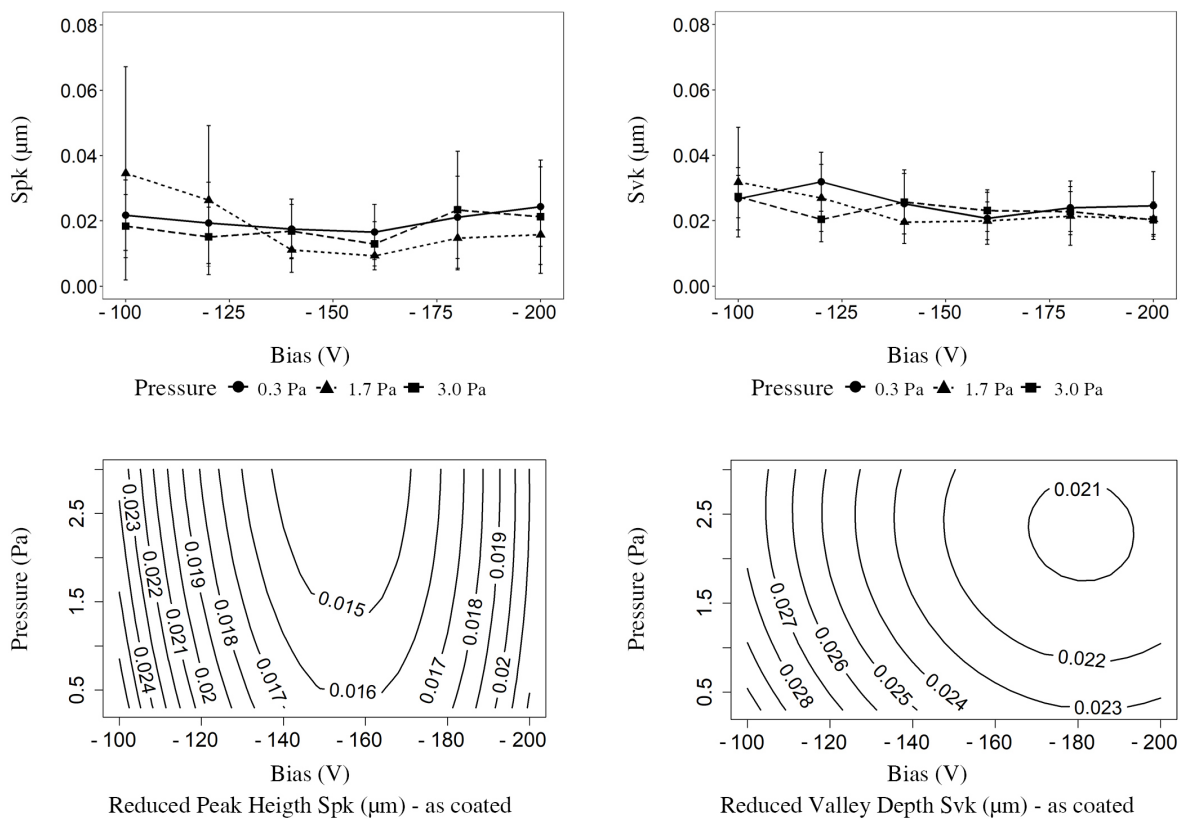 Spk (µm)
0.08
0.06
0.04
0.02
0.00
- 100 - 125 - 150 - 175 - 200
Bias (V)
Pressure 0.3 Pa 1.7 Pa 3.0 Pa
Svk (µm)
0.08
0.06
0.04
0.02
0.00
- 100 - 125 - 150 - 175 - 200
Bias (V)
Pressure 0.3 Pa 1.7 Pa 3.0 Pa
Pressure (Pa)
2.5
1.5
0.5
0.023
0.022
0.019
0.019
0.015
0.018
0.018
0.024
0.021
0.02
0.017
0.016
0.017
0.02
- 100 - 120 - 140 - 160 - 180 - 200
Bias (V)
Reduced Peak Heigth Spk (µm) - as coated
Pressure (Pa)
2.5
1.5
0.5
0.021
0.027
0.026
0.022
0.028
0.025
0.024
0.023
- 100 - 120 - 140 - 160 - 180 - 200
Bias (V)
Reduced Valley Depth Svk (µm) - as coated